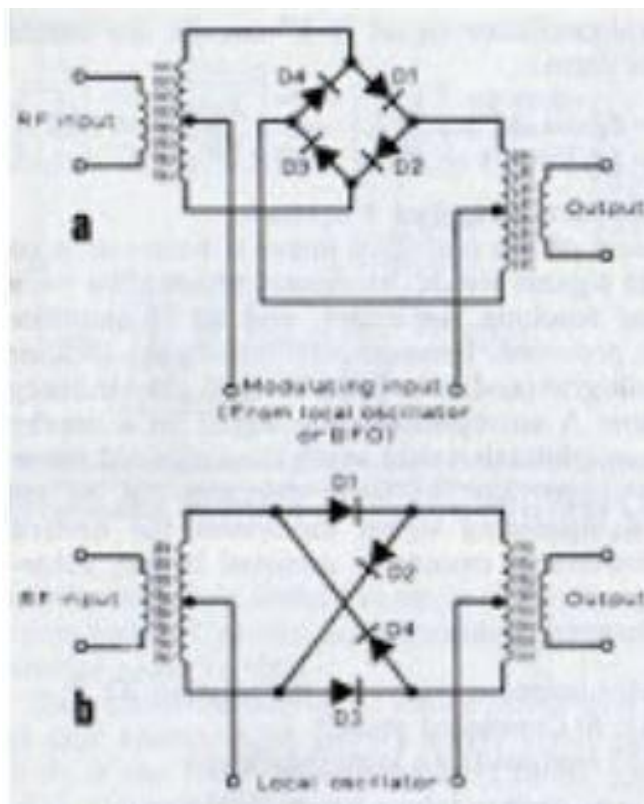 D4
D1
RF input
D3
D2
a
Output
Modulating input
(From local oscillator
or BFO)
D1
D2
RF input
Output
D4
b
D3
Local oscillator